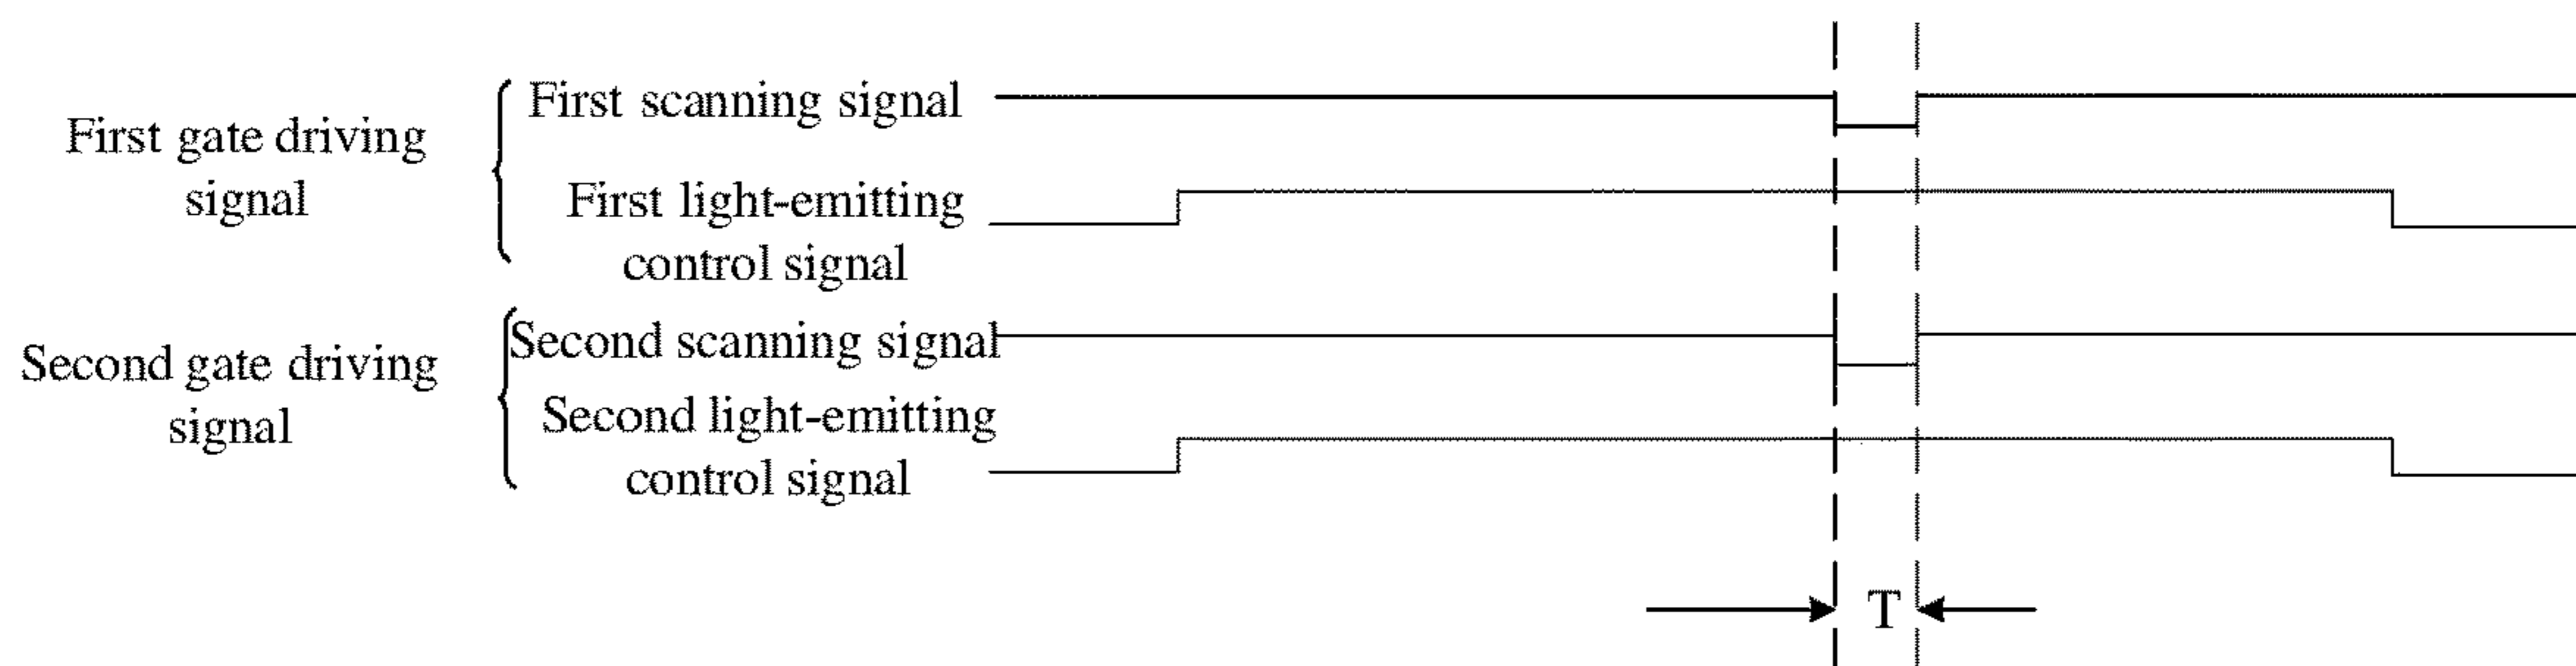 First gate driving
signal
First scanning signal
First light-emitting
control signal
Second gate driving
signal
Second scanning signal
Second light-emitting
control signal
T